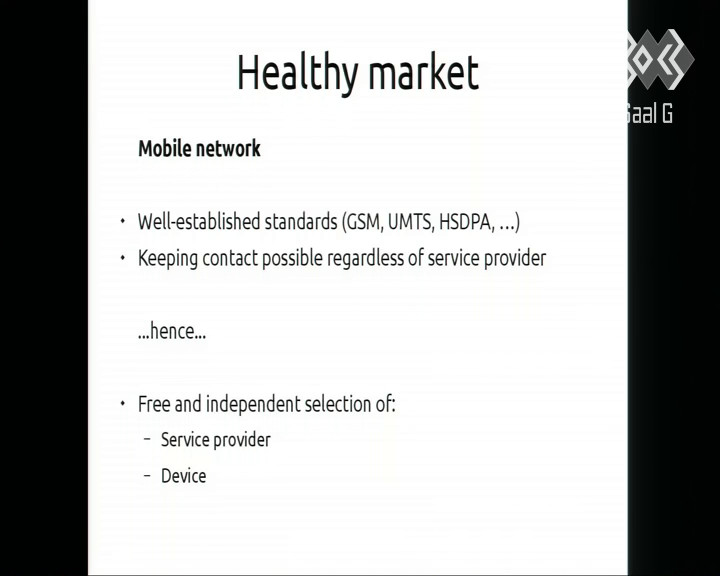 Healthy market
Mobile network
• Well-established standards (GSM, UMTS, HSDPA, ...)
• Keeping contact possible regardless of service provider
...hence...
• Free and independent selection of:
– Service provider
– Device
Saal G